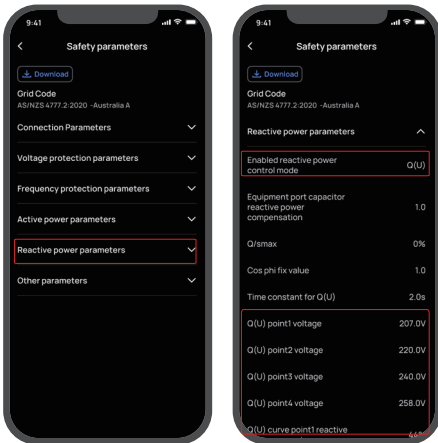 9:41
Safety parameters
Download
Grid Code
AS/NZS 4777.2:2020 -Australia A
Connection Parameters
Voltage protection parameters
Frequency protection parameters
Active power parameters
Reactive power parameters
Other parameters
9:41
Safety parameters
Download
Grid Code
AS/NZS 4777.2:2020 -Australia A
Reactive power parameters
Enabled reactive power
control mode Q(U)
Equipment port capacitor
reactive power 1.0
compensation
Q/smax 0%
Cos phi fix value 1.0
Time constant for Q(U) 2.0s
Q(U) point1 voltage 207.0V
Q(U) point2 voltage 220.0V
Q(U) point3 voltage 240.0V
Q(U) point4 voltage 258.0V
Q(U) curve point1 reactive